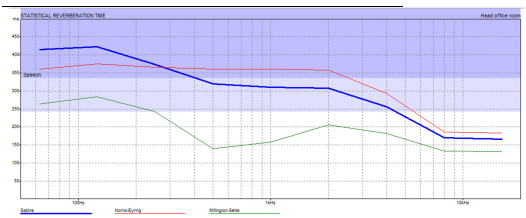 STATISTICAL REVERBERATION TIME
Head office room
ms
450
400
350
Speech
300
250
200
150
100
50
100Hz
1kHz
10kHz
Sabine
Norris-Eyring
Millington-Sette